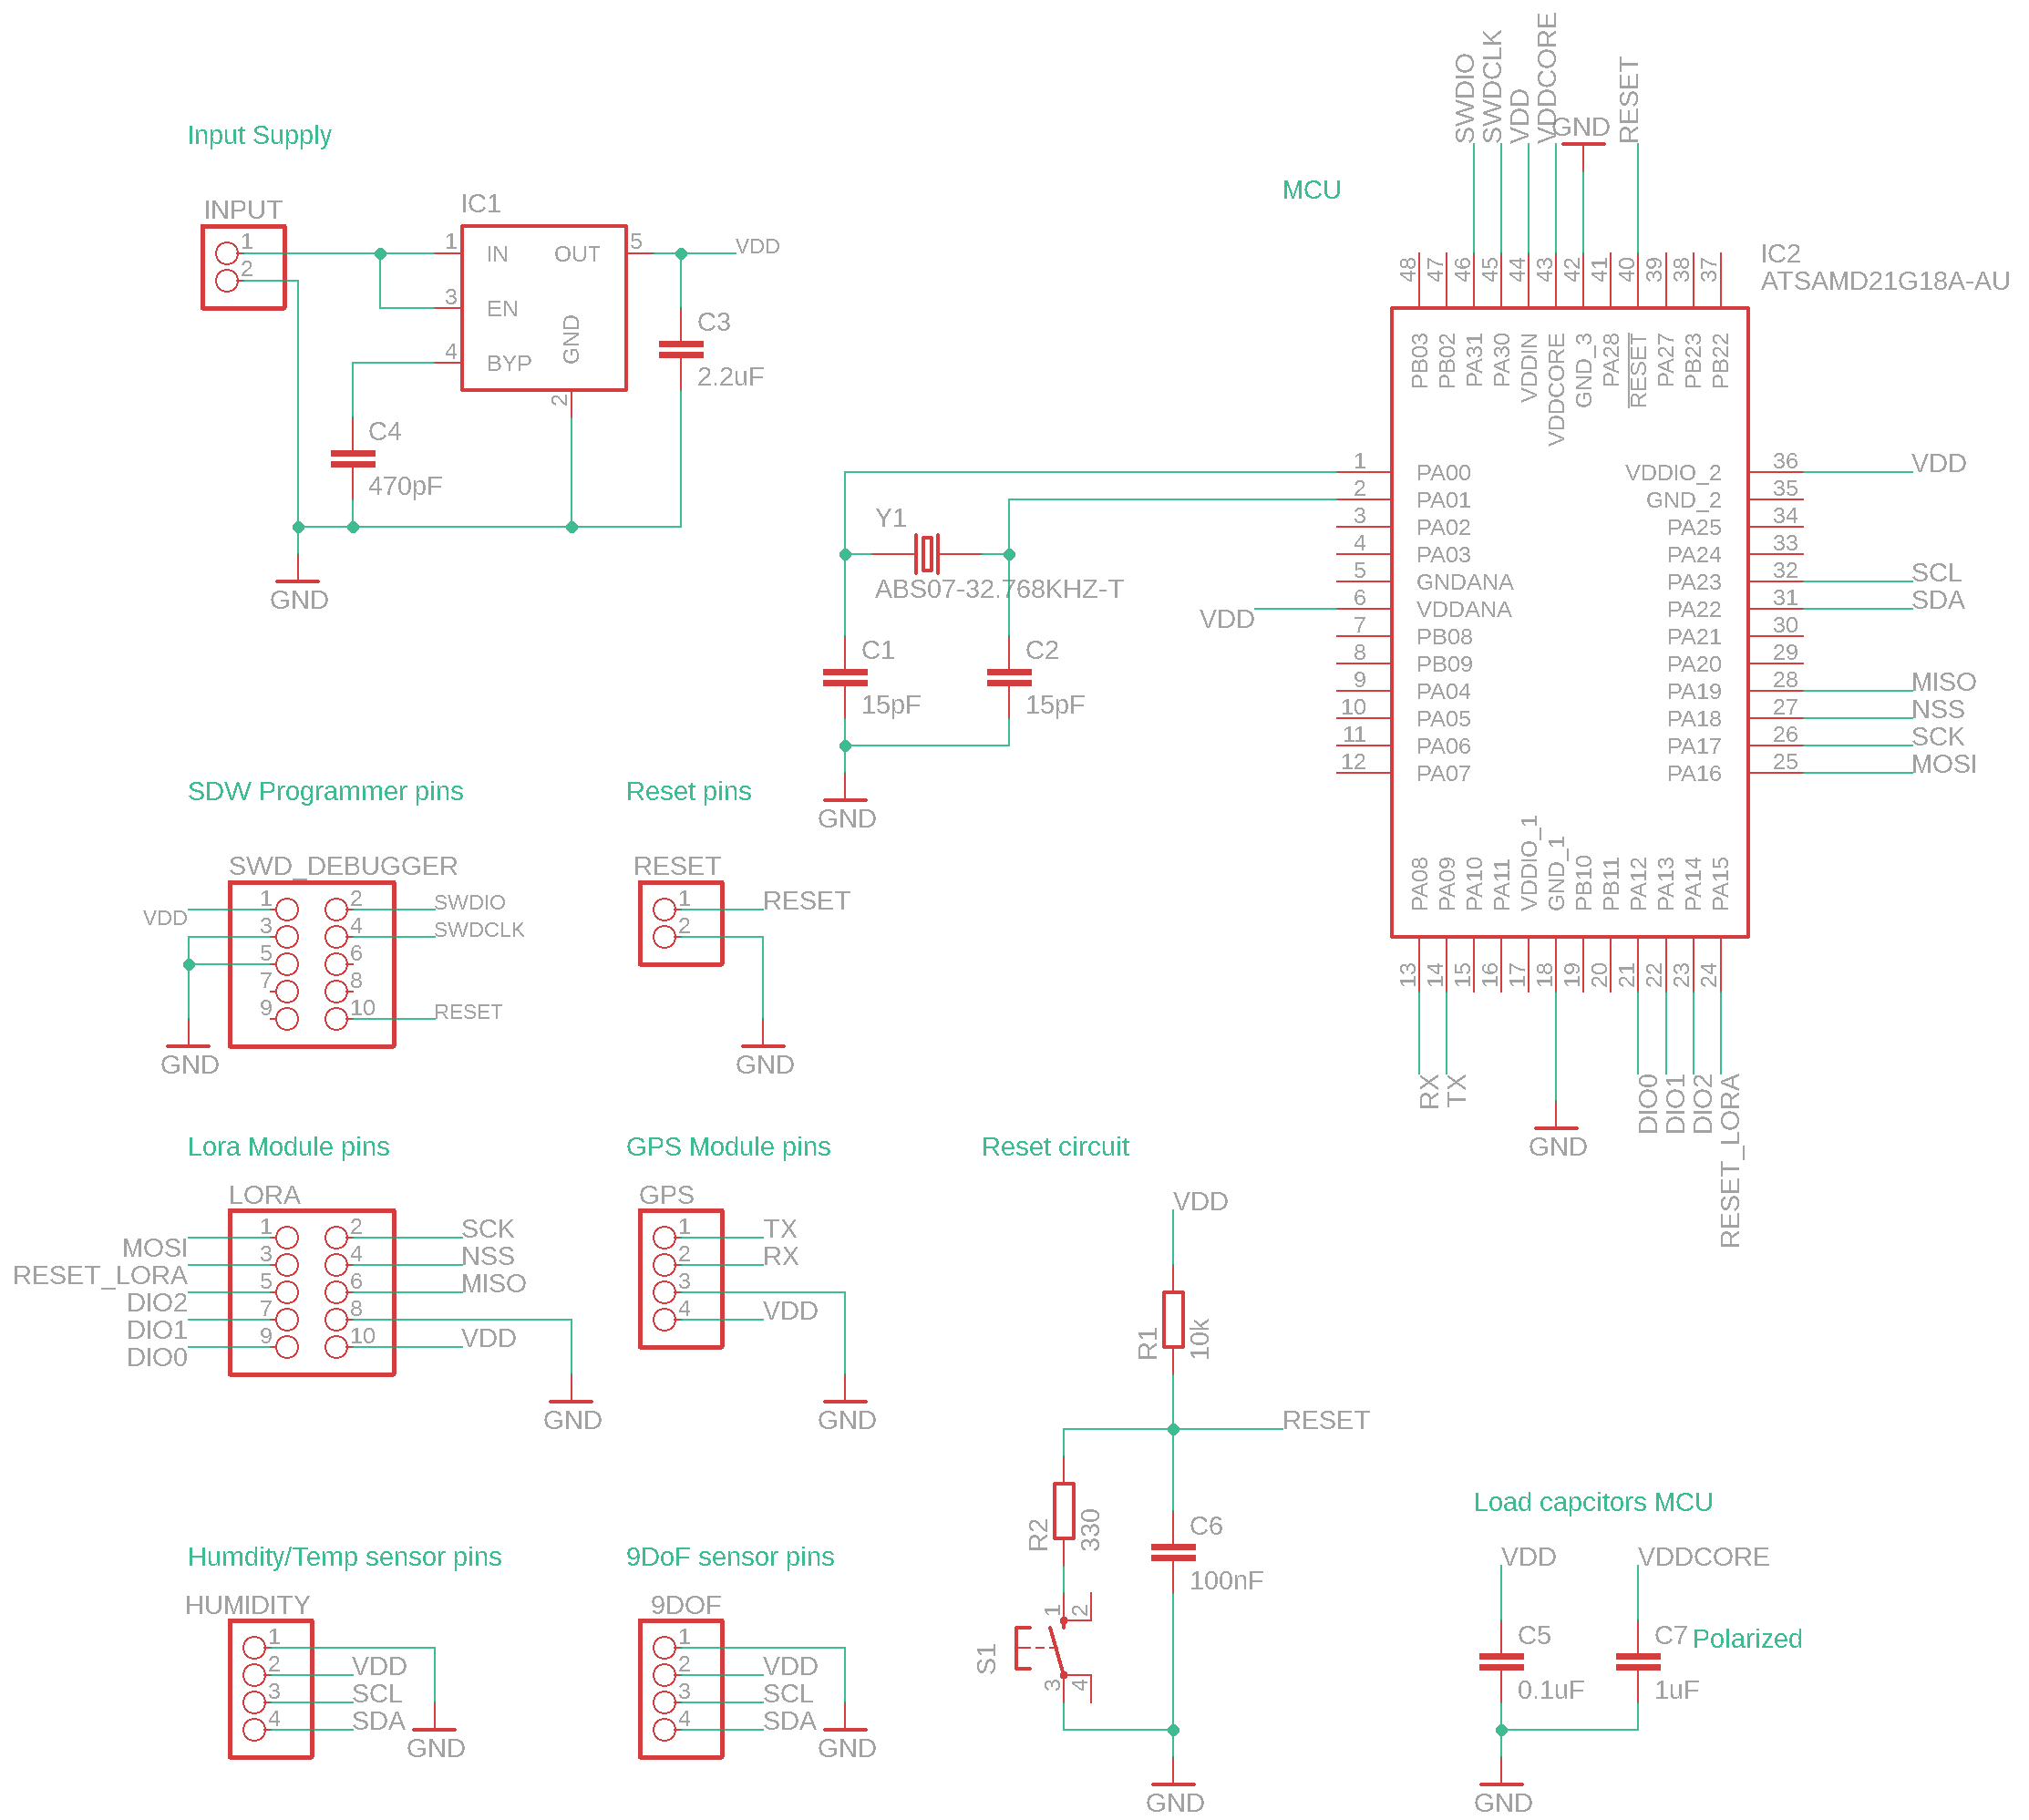 Input Supply
INPUT
1
2
IC1
1
IN
OUT
5
VDD
3
EN
4
BYP
GND
2
C3
2.2uF
C4
470pF
GND
MCU
SWDIO
SWDCLK
VDD
VDDCORE
GND
RESET
IC2
ATSAMD21G18A-AU
48
47
46
45
44
43
42
41
40
39
38
37
PB03
PB02
PA31
PA30
VDDIN
VDDCORE
GND_3
PA28
RESET
PA27
PB23
PB22
1 PA00
2 PA01
3 PA02
4 PA03
5 GNDANA
6 VDDANA
7 PB08
8 PB09
9 PA04
10 PA05
11 PA06
12 PA07
VDD
VDDIO_2 36 VDD
GND_2 35
PA25 34
PA24 33
PA23 32 SCL
PA22 31 SDA
PA21 30
PA20 29
PA19 28 MISO
PA18 27 NSS
PA17 26 SCK
PA16 25 MOSI
PA08
PA09
PA10
PA11
VDDIO_1
GND_1
PB10
PB11
PA12
PA13
PA14
PA15
13
14
15
16
17
18
19
20
21
22
23
24
RX
TX
GND
DIO0
DIO1
DIO2
RESET_LORA
Y1
ABS07-32.768KHZ-T
C1
15pF
C2
15pF
GND
SDW Programmer pins
SWD_DEBUGGER
VDD
1
2
SWDIO
3
4
SWDCLK
5
6
7
8
9
10
RESET
GND
Reset pins
RESET
1
RESET
2
GND
Lora Module pins
LORA
MOSI
1
2
SCK
RESET_LORA
3
4
NSS
DIO2
5
6
MISO
DIO1
7
8
DIO0
9
10
VDD
GND
GPS Module pins
GPS
1
TX
2
RX
3
4
VDD
GND
Reset circuit
VDD
R1
10k
RESET
R2
330
C6
100nF
S1
1
2
3
4
GND
Humdity/Temp sensor pins
HUMIDITY
1
2
VDD
3
SCL
4
SDA
GND
9DoF sensor pins
9DOF
1
2
VDD
3
SCL
4
SDA
GND
Load capcitors MCU
VDD
VDDCORE
C5
0.1uF
C7
Polarized
1uF
GND